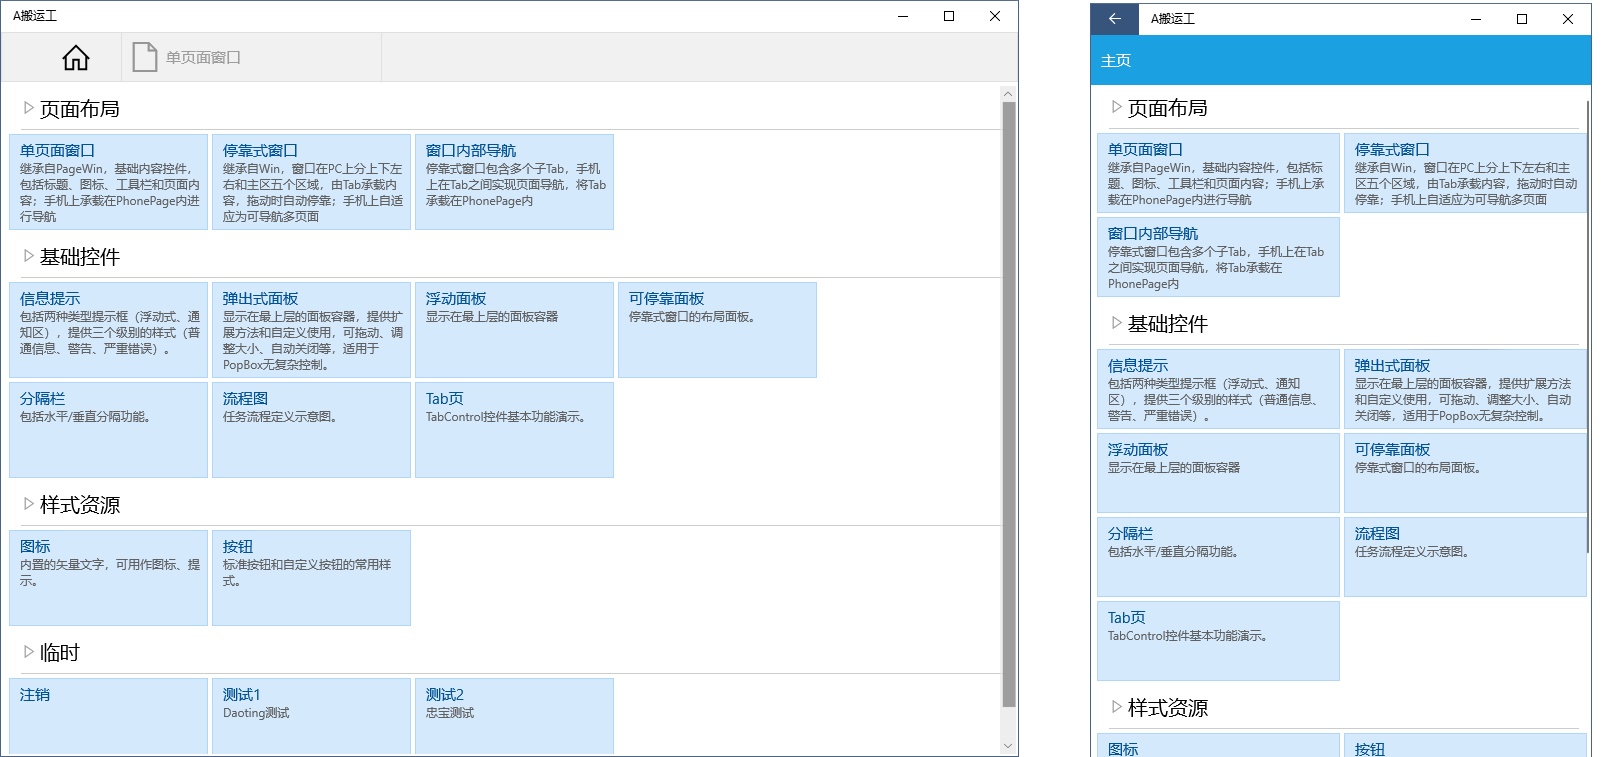 A搬运工
单页面窗口
页面布局
单页面窗口
继承自PageWin，基础内容控件，
包括标题、图标、工具栏和页面内
容；手机上承载在PhonePage内进
行导航
停靠式窗口
继承自Win，窗口在PC上分上下左
右和主区五个区域，由Tab承载内
容，拖动时自动停靠；手机上自适
应为可导航多页面
窗口内部导航
停靠式窗口包含多个子Tab，手机
上在Tab之间实现页面导航，将Tab
承载在PhonePage内
基础控件
信息提示
包括两种类型提示框（浮动式、通
知区），提供三个级别的样式（普
通信息、警告、严重错误）。
弹出式面板
显示在最上层的面板容器，提供扩
展方法和自定义使用，可拖动、调
整大小、自动关闭等，适用于
PopBox无复杂控制。
浮动面板
显示在最上层的面板容器
可停靠面板
停靠式窗口的布局面板。
分隔栏
包括水平/垂直分隔功能。
流程图
任务流程定义示意图。
Tab页
TabControl控件基本功能演示。
样式资源
图标
内置的矢量文字，可用作图标、提
示。
按钮
标准按钮和自定义按钮的常用样
式。
临时
注销
测试1
Daoting测试
测试2
忠宝测试
A搬运工
主页
页面布局
单页面窗口
继承自PageWin，基础内容控件，包括标
题、图标、工具栏和页面内容；手机上承
载在PhonePage内进行导航
停靠式窗口
继承自Win，窗口在PC上分上下左右和主
区五个区域，由Tab承载内容，拖动时自动
停靠；手机上自适应为可导航多页面
窗口内部导航
停靠式窗口包含多个子Tab，手机上在Tab
之间实现页面导航，将Tab承载在
PhonePage内
基础控件
信息提示
包括两种类型提示框（浮动式、通知
区），提供三个级别的样式（普通信息、
警告、严重错误）。
弹出式面板
显示在最上层的面板容器，提供扩展方法
和自定义使用，可拖动、调整大小、自动
关闭等，适用于PopBox无复杂控制。
浮动面板
显示在最上层的面板容器
可停靠面板
停靠式窗口的布局面板。
分隔栏
包括水平/垂直分隔功能。
流程图
任务流程定义示意图。
Tab页
TabControl控件基本功能演示。
样式资源
图标
按钮